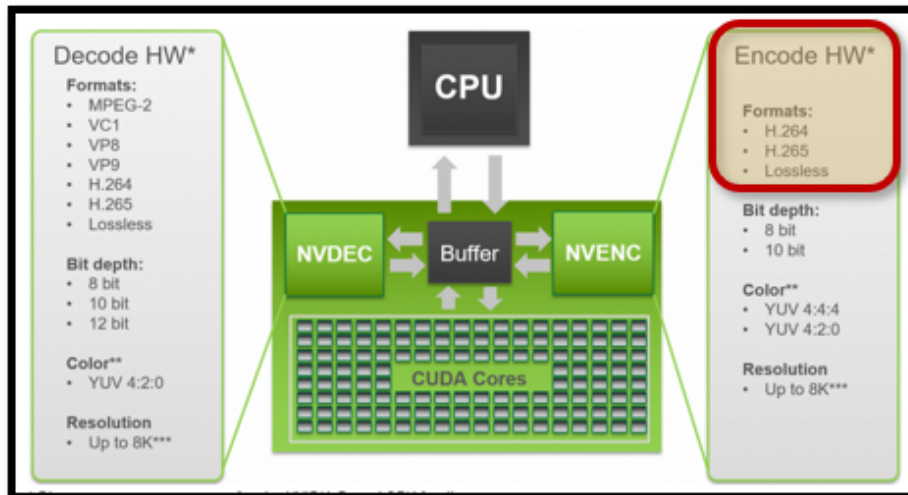 Decode HW*
Formats:
• MPEG-2
• VC1
• VP8
• VP9
• H.264
• H.265
• Lossless
Bit depth:
• 8 bit
• 10 bit
• 12 bit
Color**
• YUV 4:2:0
Resolution
• Up to 8K***
CPU
NVDEC
Buffer
NVENC
CUDA Cores
Encode HW*
Formats:
• H.264
• H.265
• Lossless
Bit depth:
• 8 bit
• 10 bit
Color**
• YUV 4:4:4
• YUV 4:2:0
Resolution
• Up to 8K***